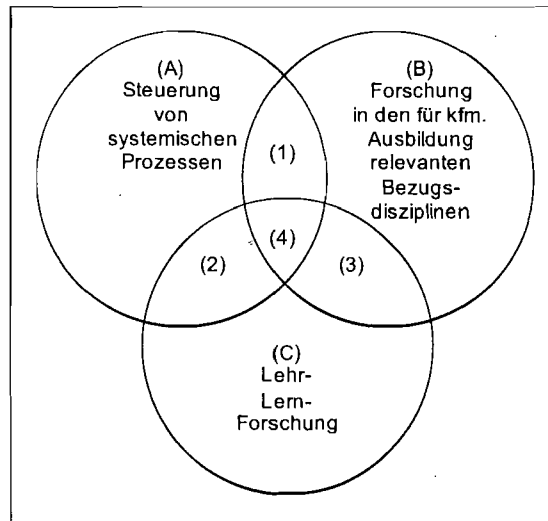 (A)
Steuerung
von
systemischen
Prozessen
(B)
Forschung
in den für kfm.
Ausbildung
relevanten
Bezugs-
disziplinen
(1)
(2)
(4)
(3)
(C)
Lehr-
Lern-
Forschung